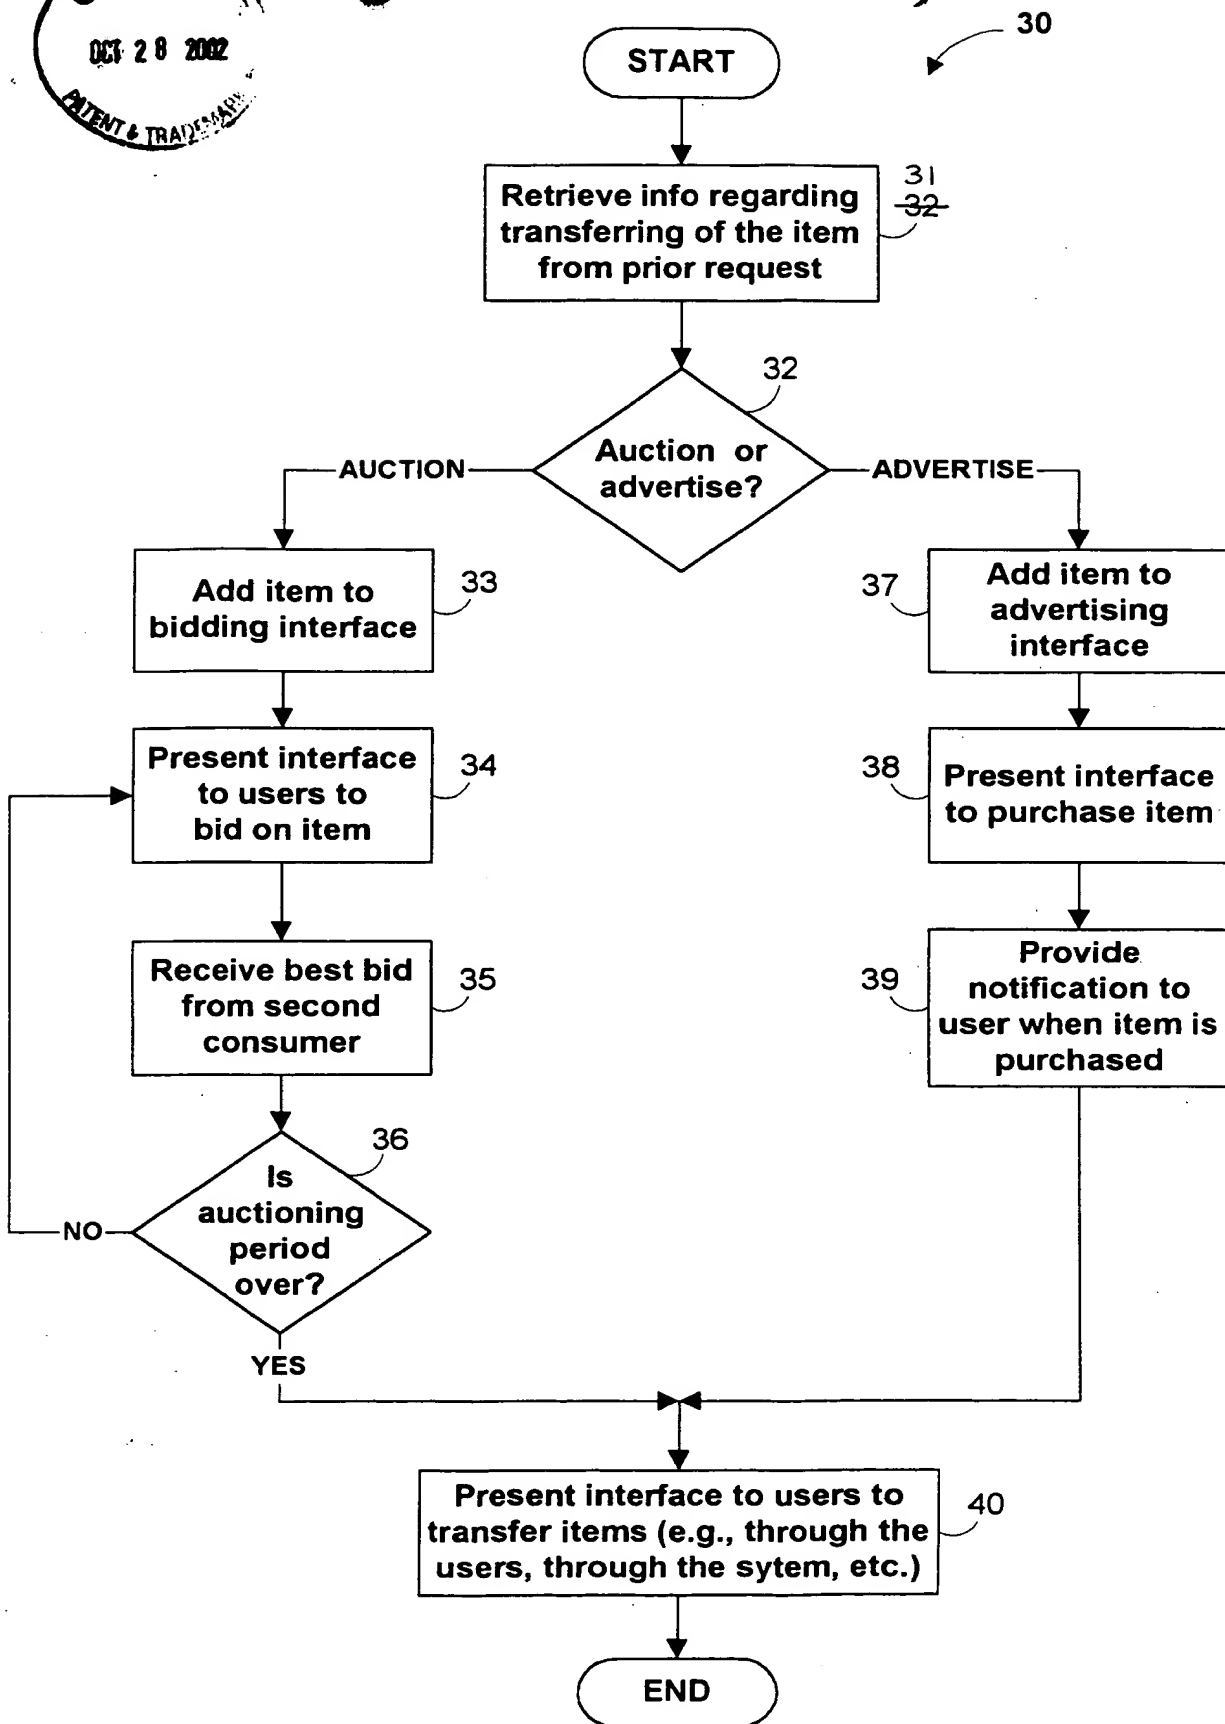 OCT 28 2002
PATENT & TRADEMARK
30
START
Retrieve info regarding
transferring of the item
from prior request
31
32
32
Auction or
advertise?
AUCTION
ADVERTISE
Add item to
bidding interface
33
37
Add item to
advertising
interface
Present interface
to users to
bid on item
34
38
Present interface
to purchase item
Receive best bid
from second
consumer
35
39
Provide
notification to
user when item is
purchased
36
Is
auctioning
period
over?
NO
YES
Present interface to users to
transfer items (e.g., through the
users, through the sytem, etc.)
40
END